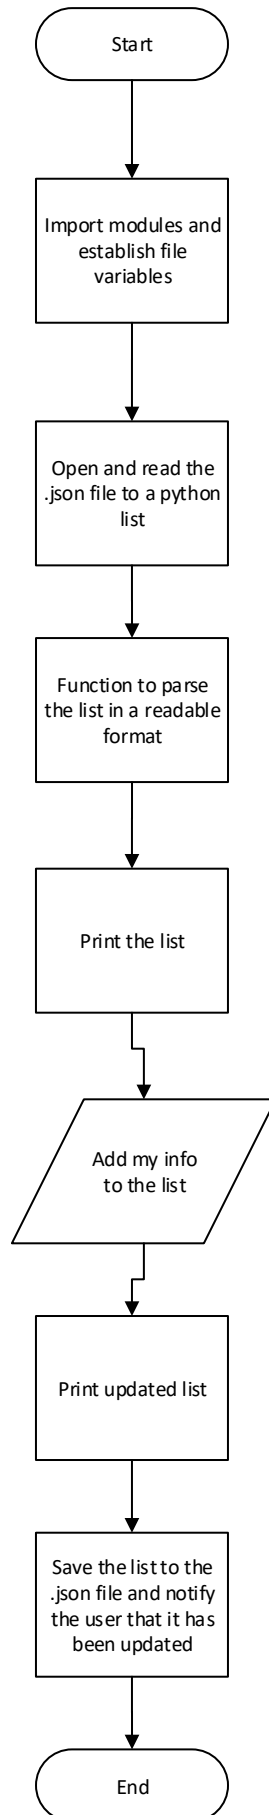 Start
Import modules and
establish file
variables
Open and read the
.json file to a python
list
Function to parse
the list in a readable
format
Print the list
Add my info
to the list
Print updated list
Save the list to the
.json file and notify
the user that it has
been updated
End